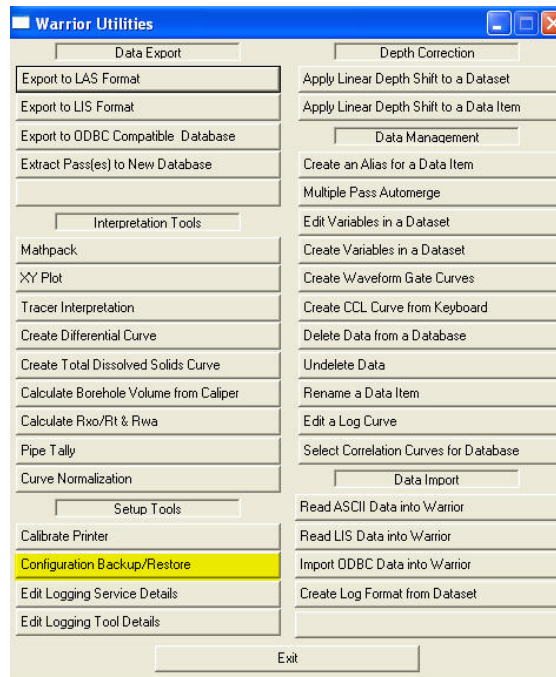 Warrior Utilities
Data Export
Export to LAS Format
Export to LIS Format
Export to ODBC Compatible Database
Extract Pass(es) to New Database
Interpretation Tools
Mathpack
XY Plot
Tracer Interpretation
Create Differential Curve
Create Total Dissolved Solids Curve
Calculate Borehole Volume from Caliper
Calculate Rxo/Rt & Rwa
Pipe Tally
Curve Normalization
Setup Tools
Calibrate Printer
Configuration Backup/Restore
Edit Logging Service Details
Edit Logging Tool Details
Depth Correction
Apply Linear Depth Shift to a Dataset
Apply Linear Depth Shift to a Data Item
Data Management
Create an Alias for a Data Item
Multiple Pass Automerge
Edit Variables in a Dataset
Create Variables in a Dataset
Create Waveform Gate Curves
Create CCL Curve from Keyboard
Delete Data from a Database
Undelete Data
Rename a Data Item
Edit a Log Curve
Select Correlation Curves for Database
Data Import
Read ASCII Data into Warrior
Read LIS Data into Warrior
Import ODBC Data into Warrior
Create Log Format from Dataset
Exit